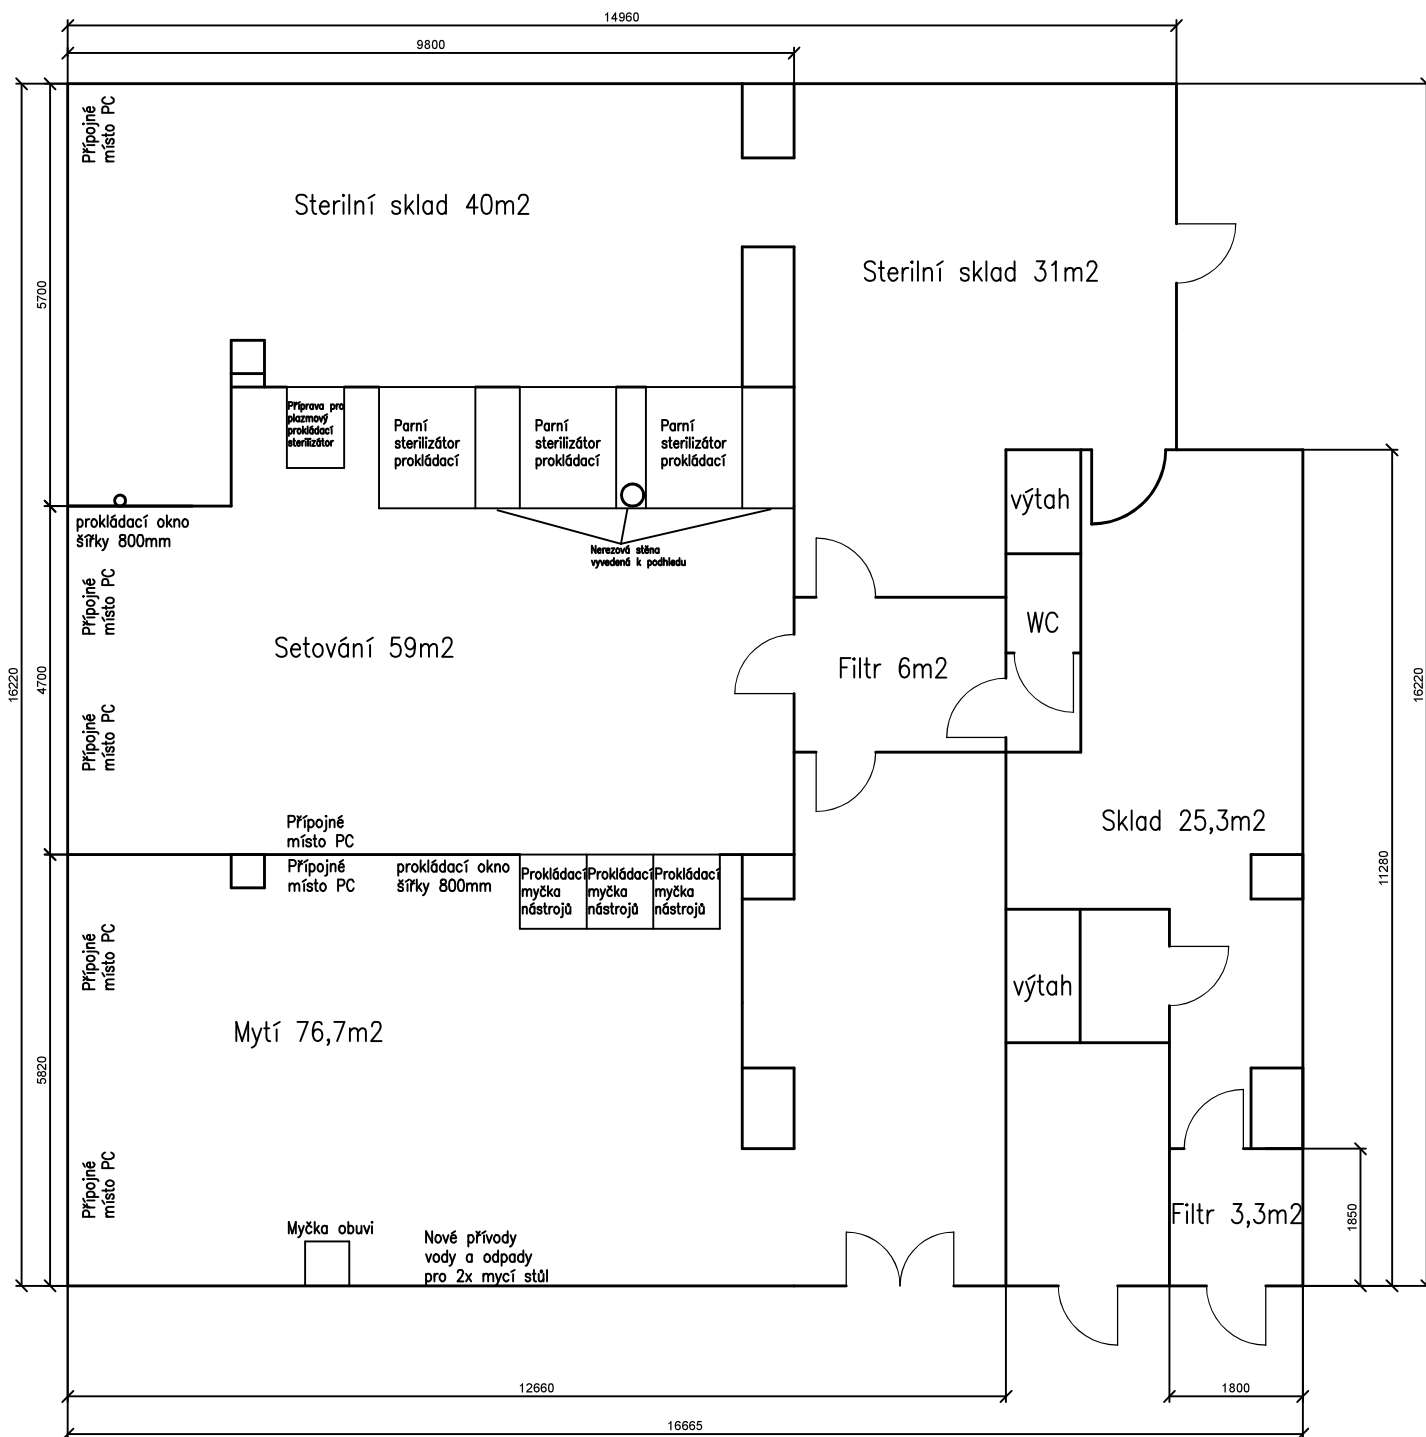 14960
9800
Přípojné
místo PC
Sterilní sklad 40m2
Sterilní sklad 31m2
5700
Příprava pro
plazmový
prokládací
sterilizátor
Parní
sterilizátor
prokládací
Parní
sterilizátor
prokládací
Parní
sterilizátor
prokládací
výtah
prokládací okno
šířky 800mm
Nerezová stěna
vyvedená k podhledu
Přípojné
místo PC
WC
Setování 59m2
Filtr 6m2
16220
4700
16220
Přípojné
místo PC
Přípojné
místo PC
Sklad 25,3m2
Přípojné
místo PC
prokládací okno
šířky 800mm
Prokládací
myčka
nástrojů
Prokládací
myčka
nástrojů
Prokládací
myčka
nástrojů
11280
Přípojné
místo PC
výtah
Mytí 76,7m2
5820
Přípojné
místo PC
Filtr 3,3m2
1850
Myčka obuvi
Nové přívody
vody a odpady
pro 2x mycí stůl
12660
1800
16665